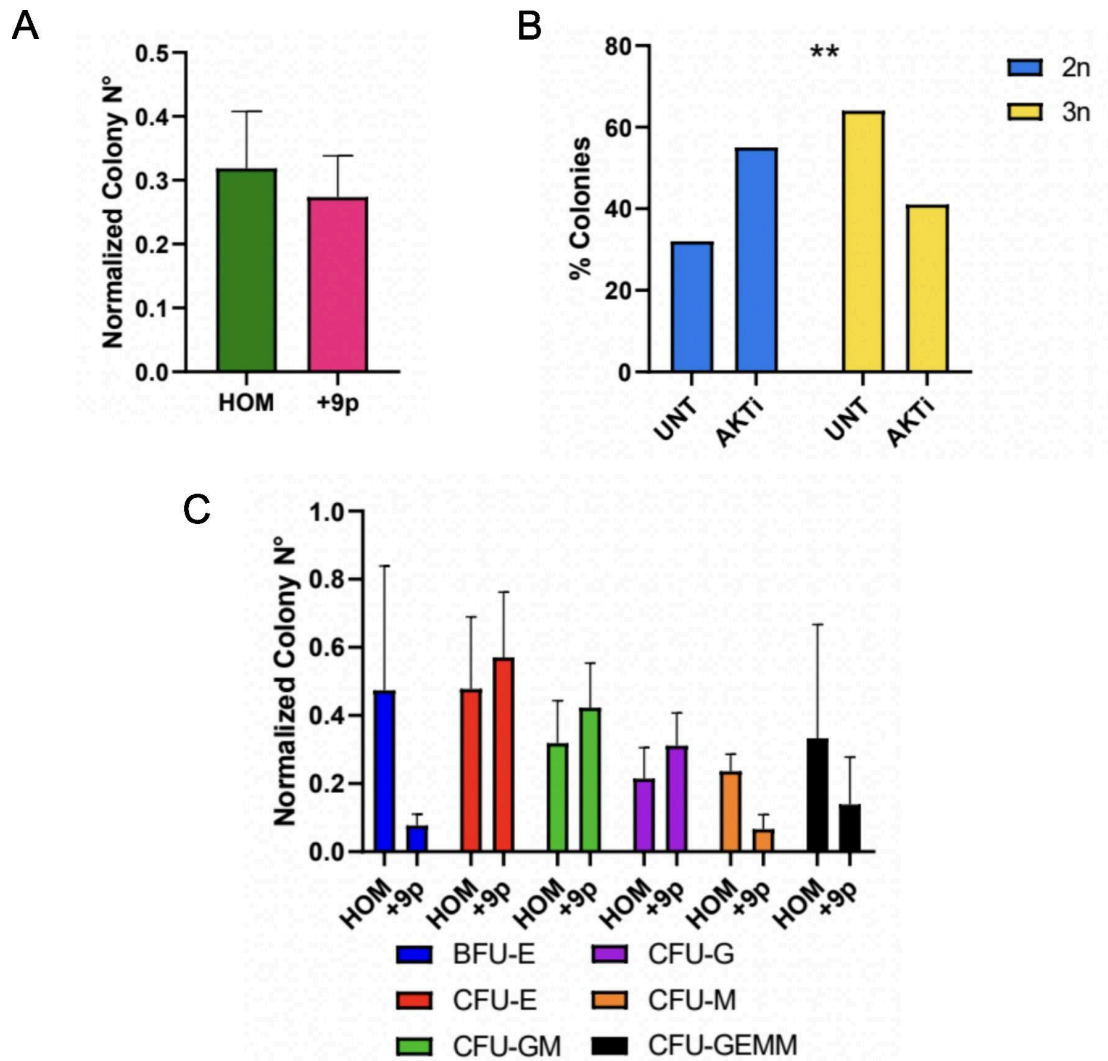 A
Normalized Colony N°
0.5
0.4
0.3
0.2
0.1
0.0
HOM +9p
B
% Colonies
80
60
40
20
0
**
UNT AKTi UNT AKTi
2n
3n
C
Normalized Colony N°
1.0
0.8
0.6
0.4
0.2
0.0
HOM +9p HOM +9p HOM +9p HOM +9p HOM +9p HOM +9p
BFU-E CFU-G
CFU-E CFU-M
CFU-GM CFU-GEMM